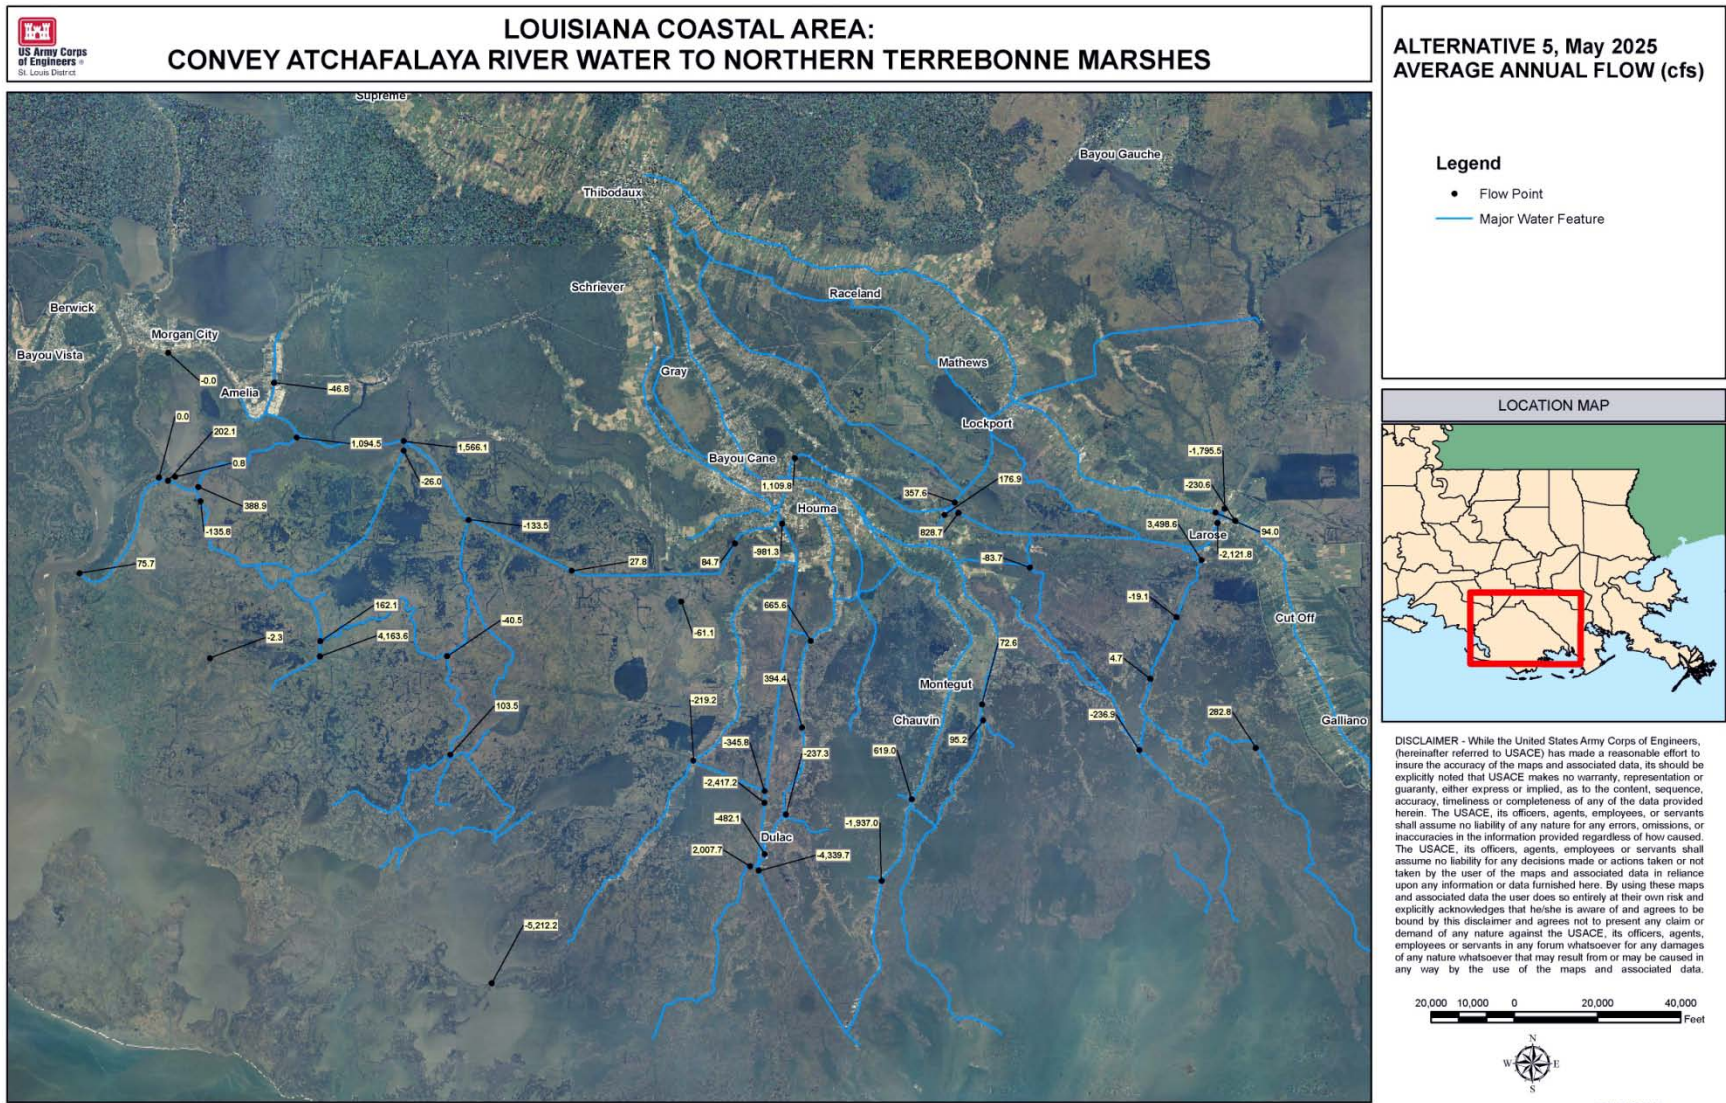 US Army Corps
of Engineers ®
St. Louis District
LOUISIANA COASTAL AREA:
CONVEY ATCHAFALAYA RIVER WATER TO NORTHERN TERREBONNE MARSHES
ALTERNATIVE 5, May 2025
AVERAGE ANNUAL FLOW (cfs)
Legend
Flow Point
Major Water Feature
LOCATION MAP
Supreme
Bayou Gauche
Thibodaux
Schriever
Raceland
Berwick
Morgan City
Bayou Vista
Mathews
Gray
-0.0
-46.8
Amelia
0.0
202.1
Lockport
1,094.5
1,566.1
-1,795.5
0.8
Bayou Cane
-26.0
176.9
1,109.8
357.6
-230.6
388.9
Houma
3,498.6
-133.5
828.7
94.0
-135.8
Larose
-981.3
-2,121.8
75.7
27.8
84.7
-83.7
162.1
665.6
-19.1
-40.5
-61.1
Cut Off
-2.3
4,163.6
72.6
394.4
4.7
Montegut
-219.2
282.8
-236.9
Chauvin
Galliano
103.5
-345.8
-237.3
619.0
95.2
-2,417.2
-482.1
-1,937.0
Dulac
2,007.7
-4,339.7
-5,212.2
DISCLAIMER - While the United States Army Corps of Engineers,
(hereinafter referred to USACE) has made a reasonable effort to
insure the accuracy of the maps and associated data, its should be
explicitly noted that USACE makes no warranty, representation or
guaranty, either express or implied, as to the content, sequence,
accuracy, timeliness or completeness of any of the data provided
herein. The USACE, its officers, agents, employees, or servants
shall assume no liability of any nature for any errors, omissions, or
inaccuracies in the information provided regardless of how caused.
The USACE, its officers, agents, employees or servants shall
assume no liability for any decisions made or actions taken or not
taken by the user of the maps and associated data in reliance
upon any information or data furnished here. By using these maps
and associated data the user does so entirely at their own risk and
explicitly acknowledges that he/she is aware of and agrees to be
bound by this disclaimer and agrees not to present any claim or
demand of any nature against the USACE, its officers, agents,
employees or servants in any forum whatsoever for any damages
of any nature whatsoever that may result from or may be caused in
any way by the use of the maps and associated data.
20,000 10,000 0 20,000 40,000
Feet
N
W E
S